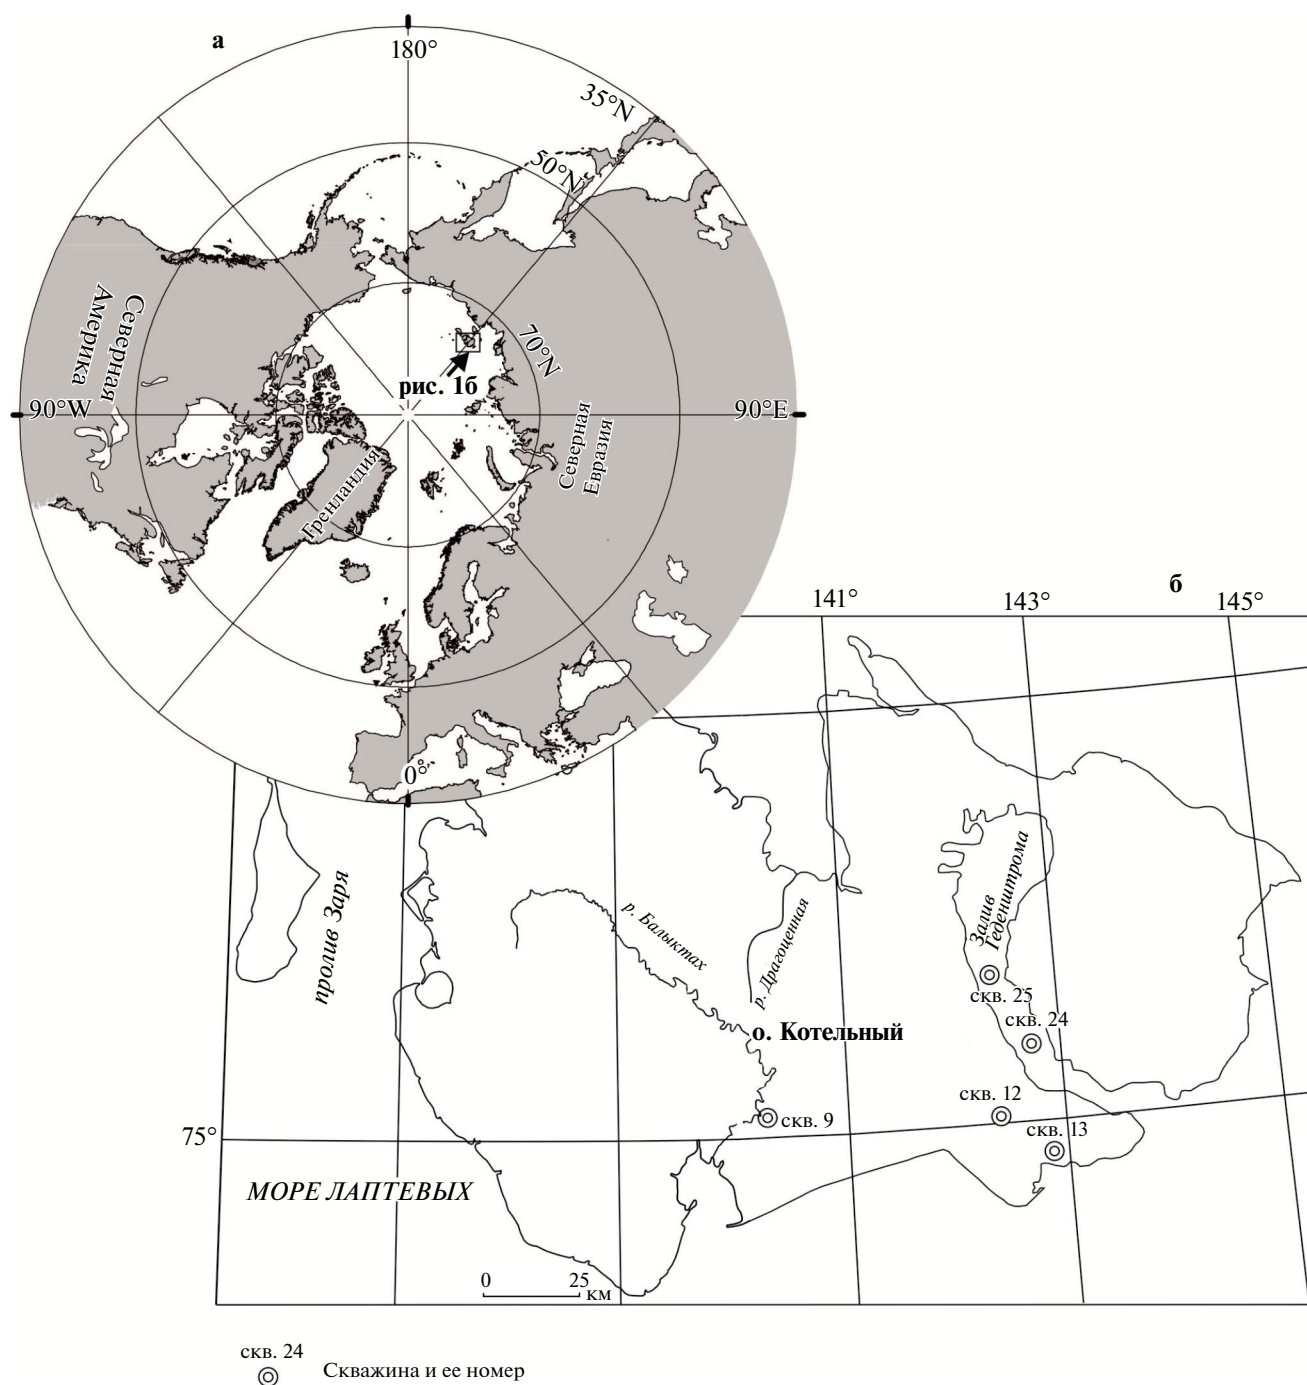 а
180°
35°N
50°N
70°N
Северная
Америка
90°W
рис. 1б
90°E
Северная
Евразия
Гренландия
0°
б
141°
143°
145°
пролив Заря
р. Балыктах
р. Драгоценная
Залив
Геденштрома
скв. 25
скв. 24
о. Котельный
скв. 12
скв. 9
скв. 13
75°
МОРЕ ЛАПТЕВЫХ
0 25
км
скв. 24
Скважина и ее номер